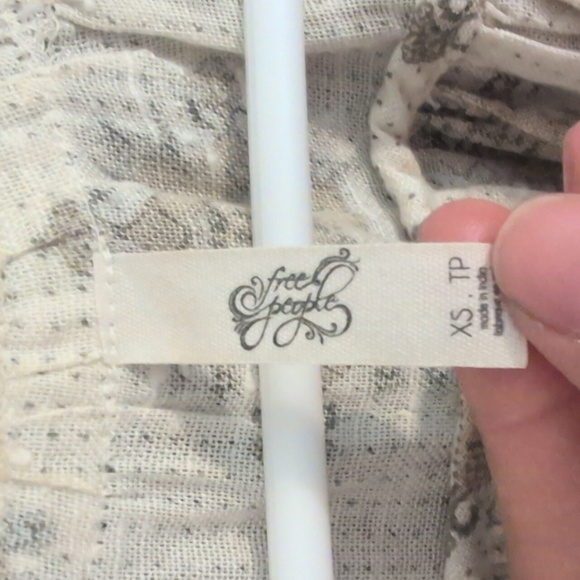 free
people
XS, TP
made in India